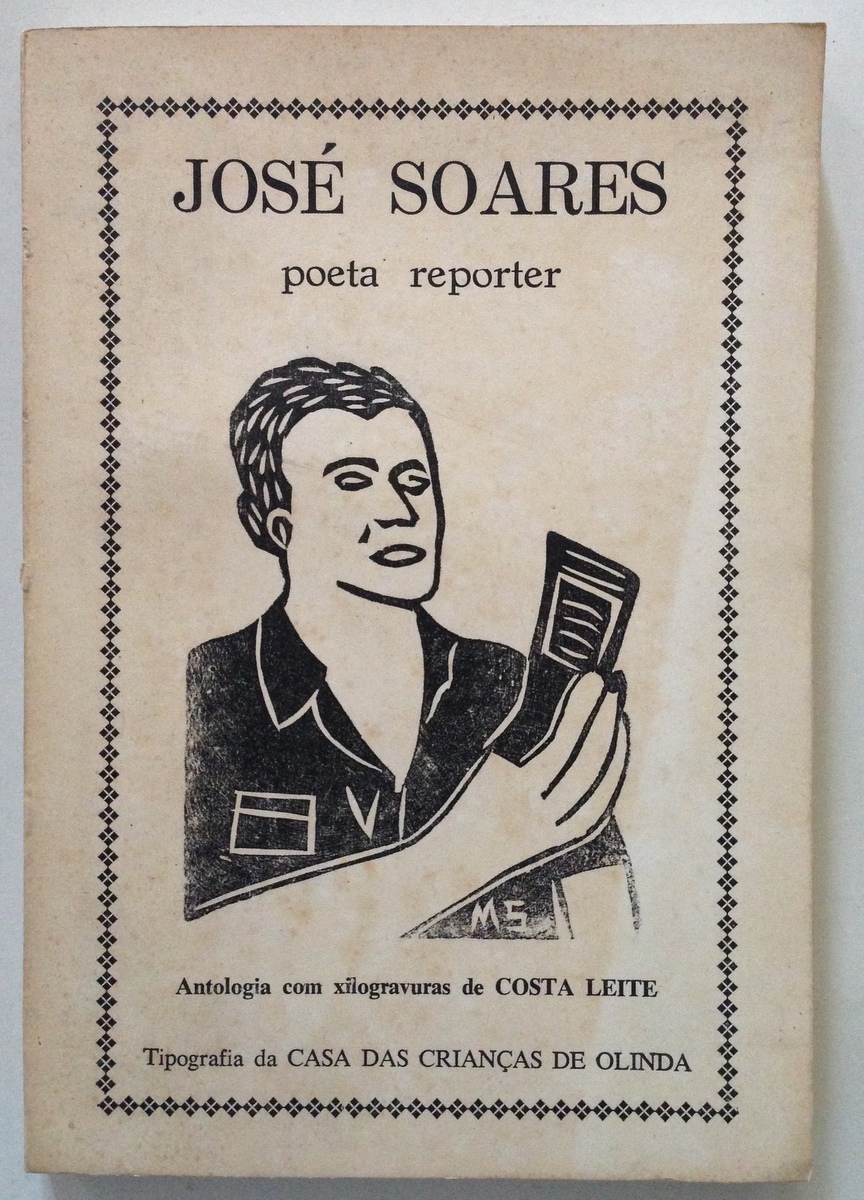 JOSÉ SOARES
poeta reporter
MS
Antologia com xilogravuras de COSTA LEITE
Tipografia da CASA DAS CRIANÇAS DE OLINDA